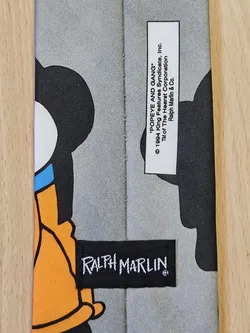 "POPEYE AND GANG"
© 1994 King Features Syndicate, Inc.
TM of The Hearst Corporation
Ralph Marlin & Co.
RALPH MARLIN®